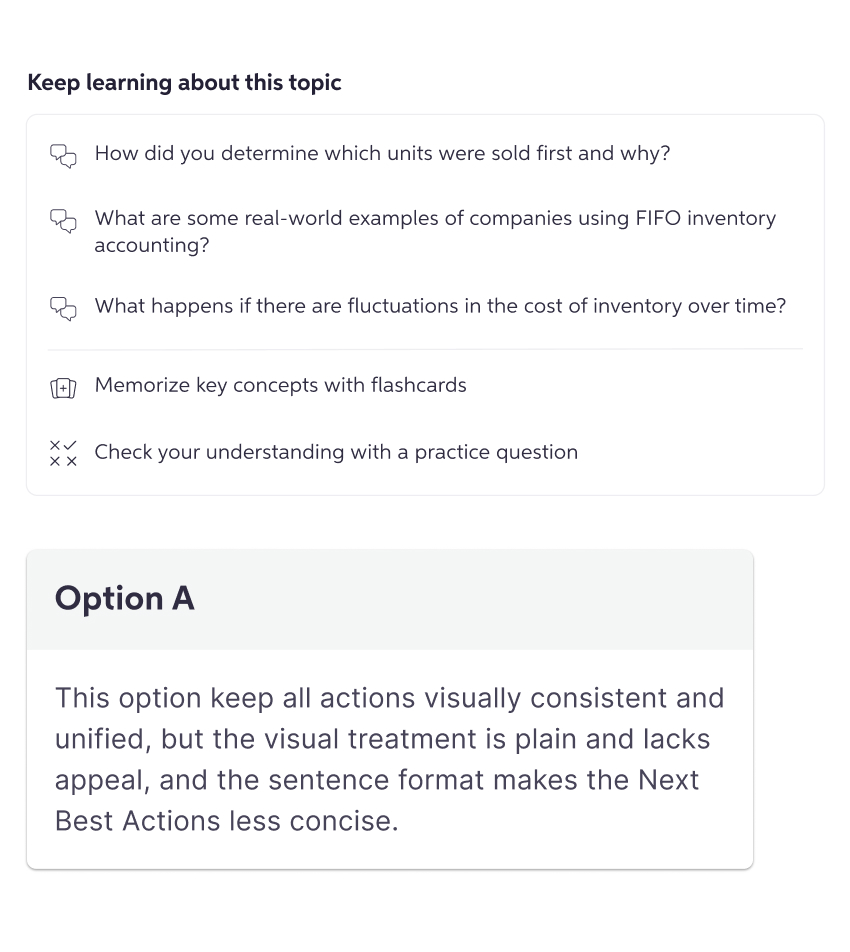 Keep learning about this topic
How did you determine which units were sold first and why?
What are some real-world examples of companies using FIFO inventory
accounting?
What happens if there are fluctuations in the cost of inventory over time?
Memorize key concepts with flashcards
Check your understanding with a practice question
Option A
This option keep all actions visually consistent and
unified, but the visual treatment is plain and lacks
appeal, and the sentence format makes the Next
Best Actions less concise.